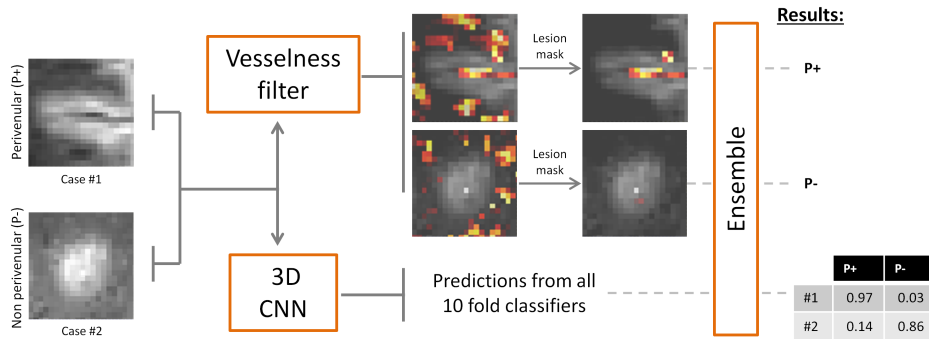 Results:
Vesselness
filter
Lesion
mask
P+
Perivenular (P+)
Case #1
Lesion
mask
P-
Ensemble
Non perivenular (P-)
Case #2
3D
CNN
Predictions from all
10 fold classifiers
P+ P-
#1 0.97 0.03
#2 0.14 0.86